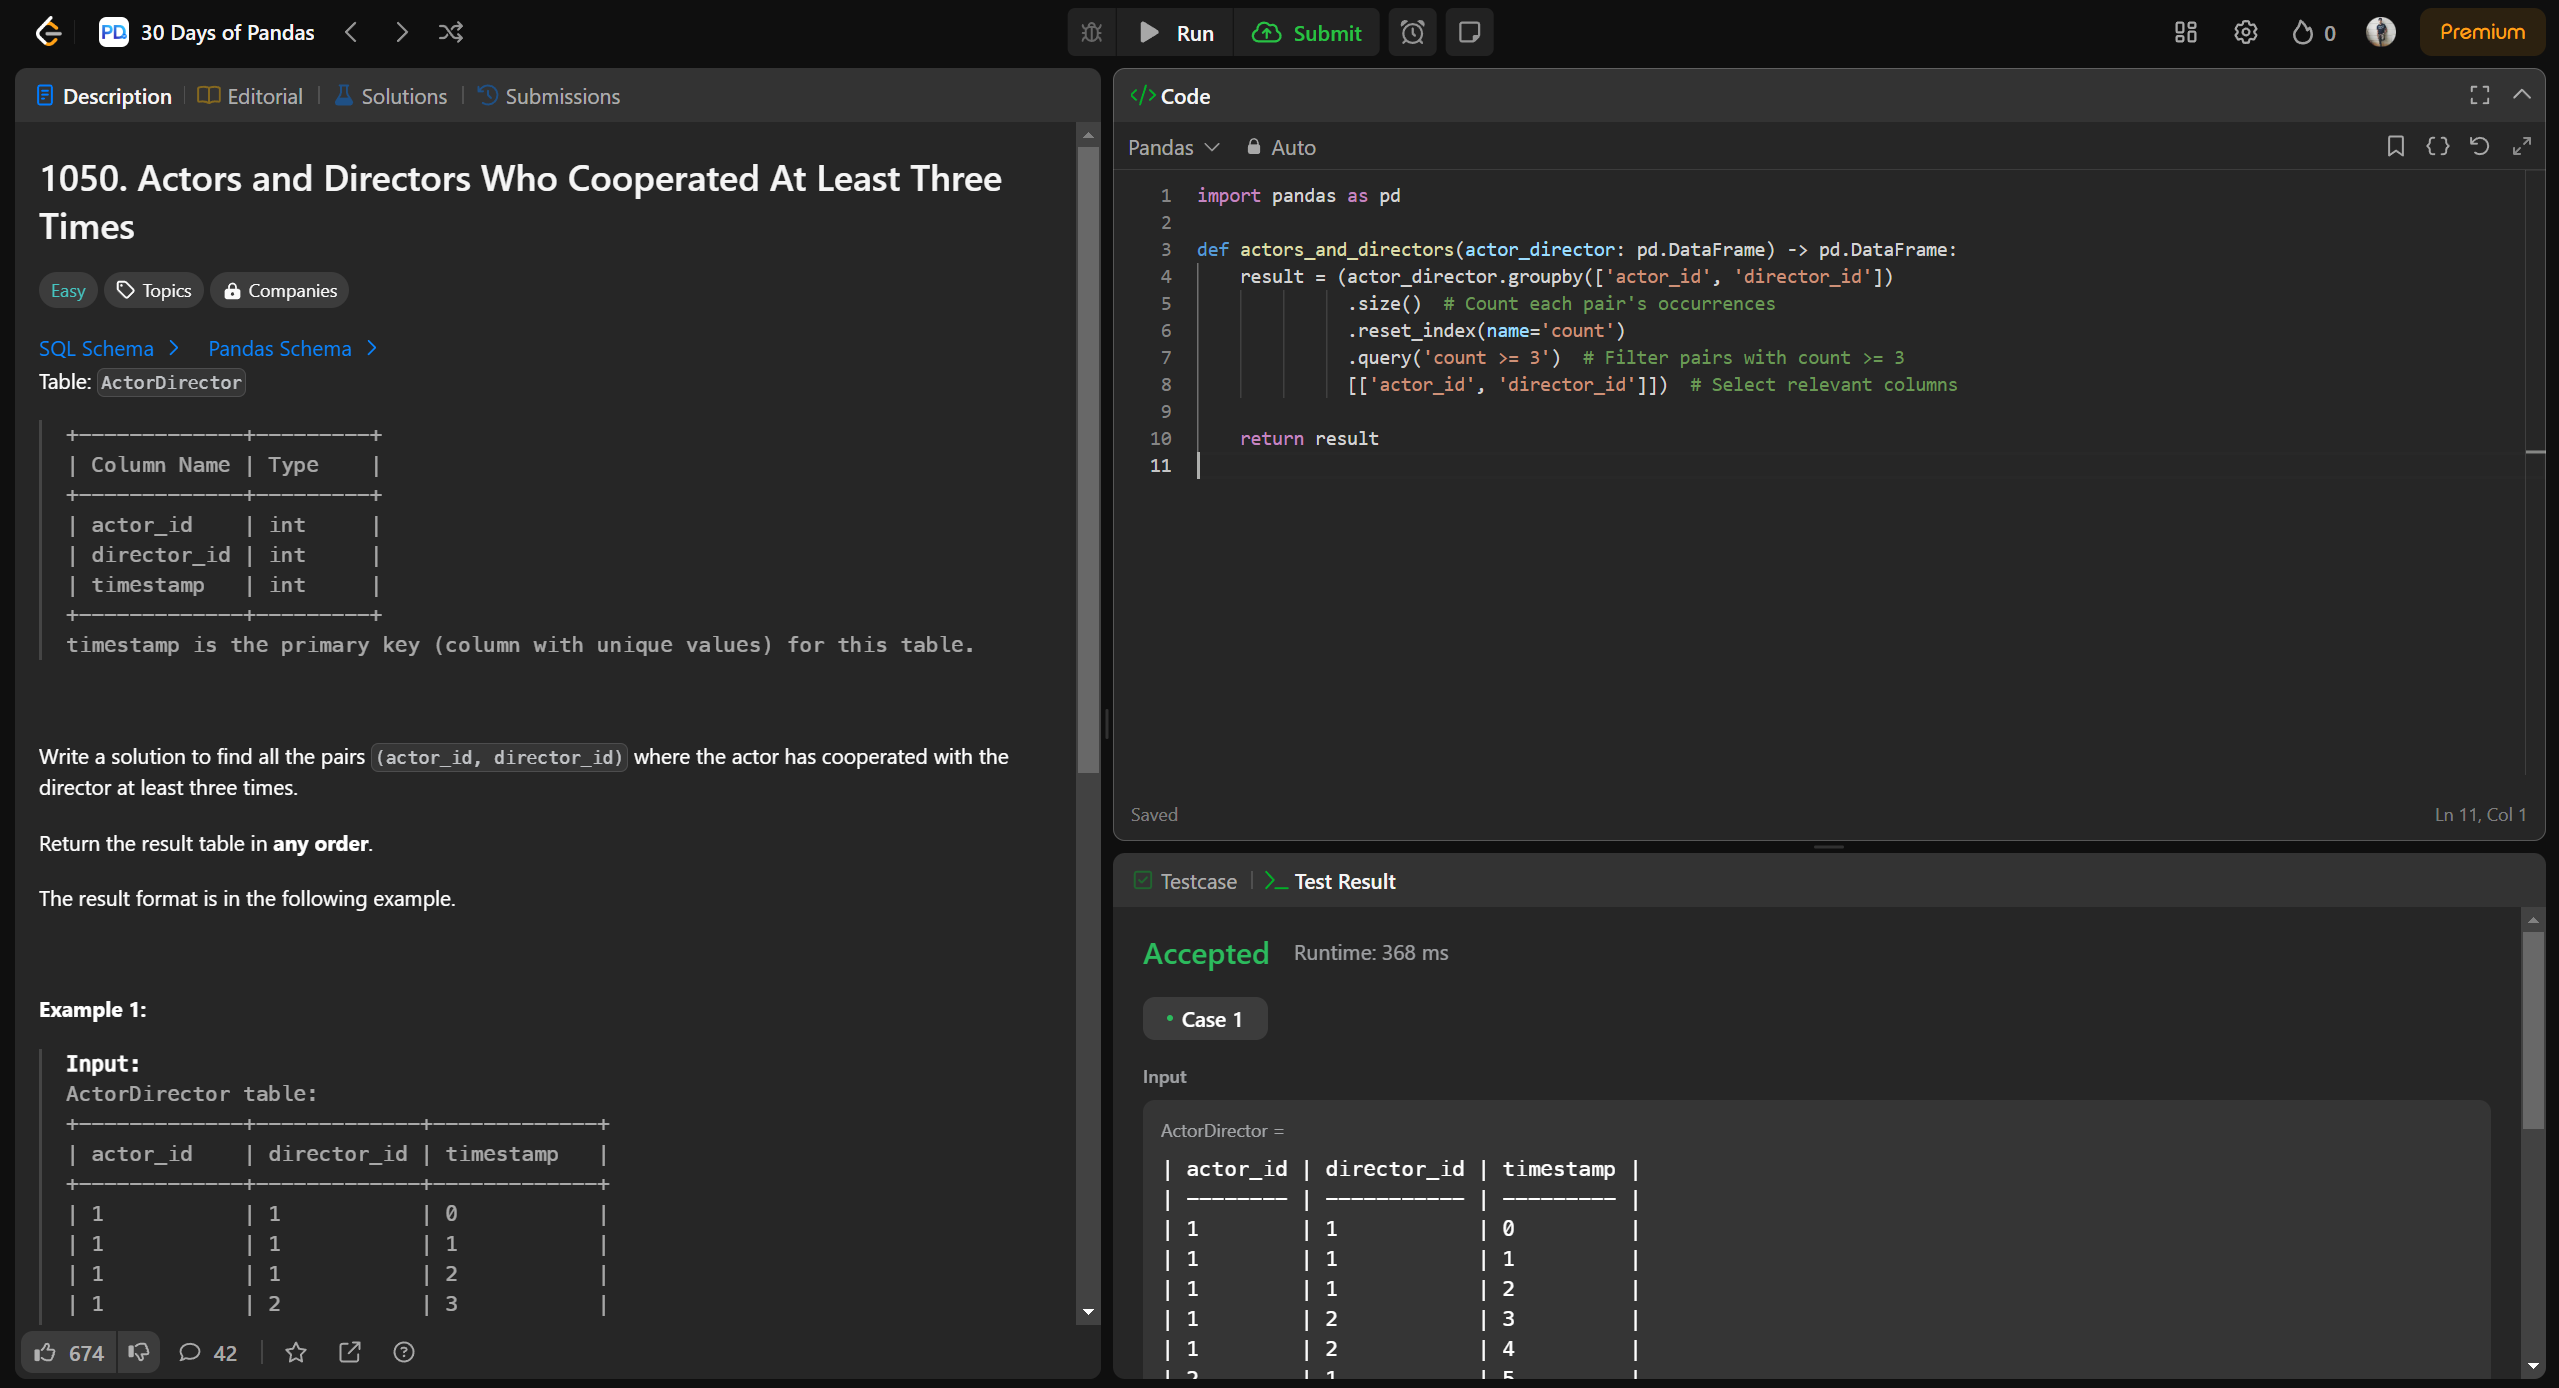 PD 30 Days of Pandas
Run
Submit
0
Premium
Description
Editorial
Solutions
Submissions
1050. Actors and Directors Who Cooperated At Least Three
Times
Easy
Topics
Companies
SQL Schema
Pandas Schema
Table: ActorDirector
+-------------+---------+
| Column Name | Type    |
+-------------+---------+
| actor_id    | int     |
| director_id | int     |
| timestamp   | int     |
+-------------+---------+
timestamp is the primary key (column with unique values) for this table.
Write a solution to find all the pairs (actor_id, director_id) where the actor has cooperated with the
director at least three times.
Return the result table in any order.
The result format is in the following example.
Example 1:
Input:
ActorDirector table:
+-------------+-------------+-------------+
| actor_id    | director_id | timestamp   |
+-------------+-------------+-------------+
| 1           | 1           | 0           |
| 1           | 1           | 1           |
| 1           | 1           | 2           |
| 1           | 2           | 3           |
674
42
</> Code
Pandas
Auto
1 import pandas as pd
2
3 def actors_and_directors(actor_director: pd.DataFrame) -> pd.DataFrame:
4     result = (actor_director.groupby(['actor_id', 'director_id'])
5               .size()  # Count each pair's occurrences
6               .reset_index(name='count')
7               .query('count >= 3')  # Filter pairs with count >= 3
8               [['actor_id', 'director_id']])  # Select relevant columns
9
10     return result
11
Saved
Ln 11, Col 1
Testcase
Test Result
Accepted
Runtime: 368 ms
Case 1
Input
ActorDirector =
| actor_id | director_id | timestamp |
| -------- | ----------- | --------- |
| 1        | 1           | 0         |
| 1        | 1           | 1         |
| 1        | 1           | 2         |
| 1        | 2           | 3         |
| 1        | 2           | 4         |
| 2        | 1           | 5         |